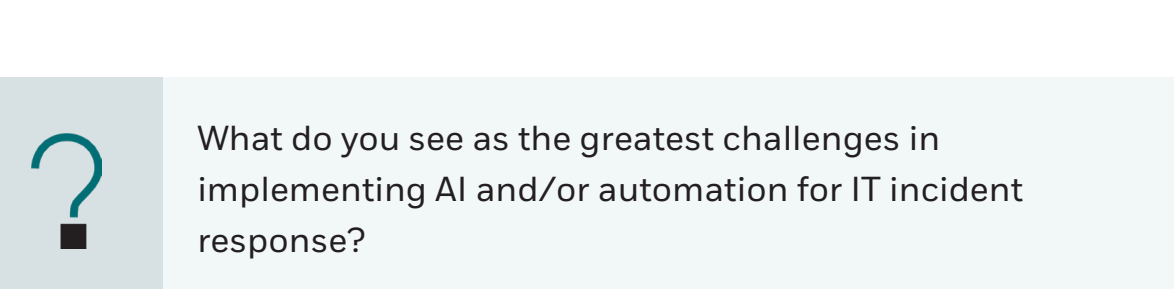 ?
What do you see as the greatest challenges in
implementing AI and/or automation for IT incident
response?